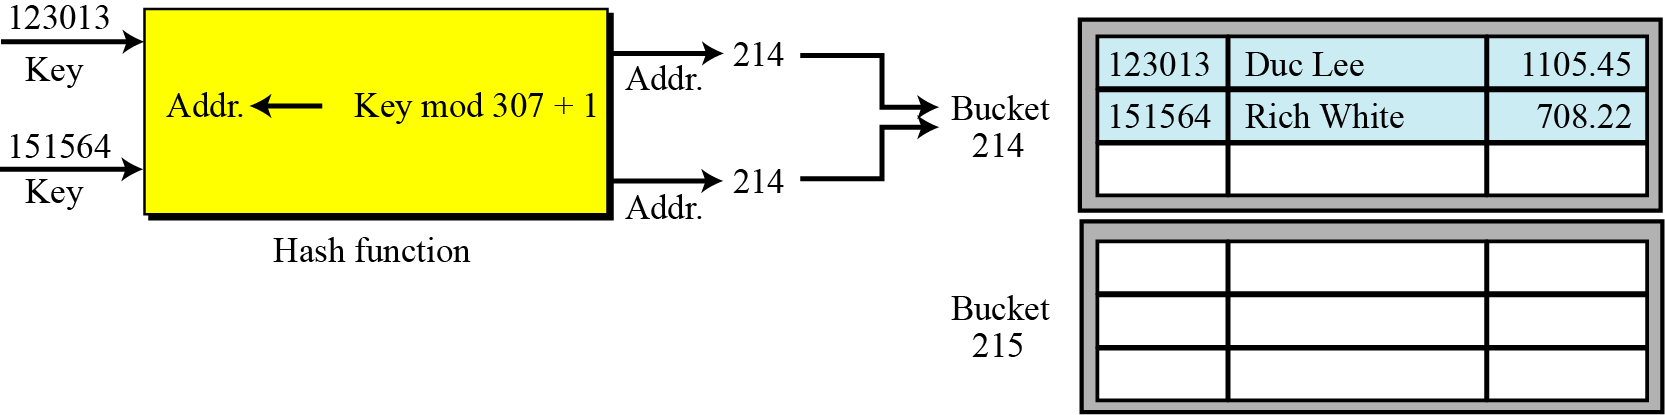 123013
Key
151564
Key
Addr. Key mod 307 + 1
Hash function
Addr.
214
Addr.
214
Bucket
214
123013 Duc Lee 1105.45
151564 Rich White 708.22
Bucket
215